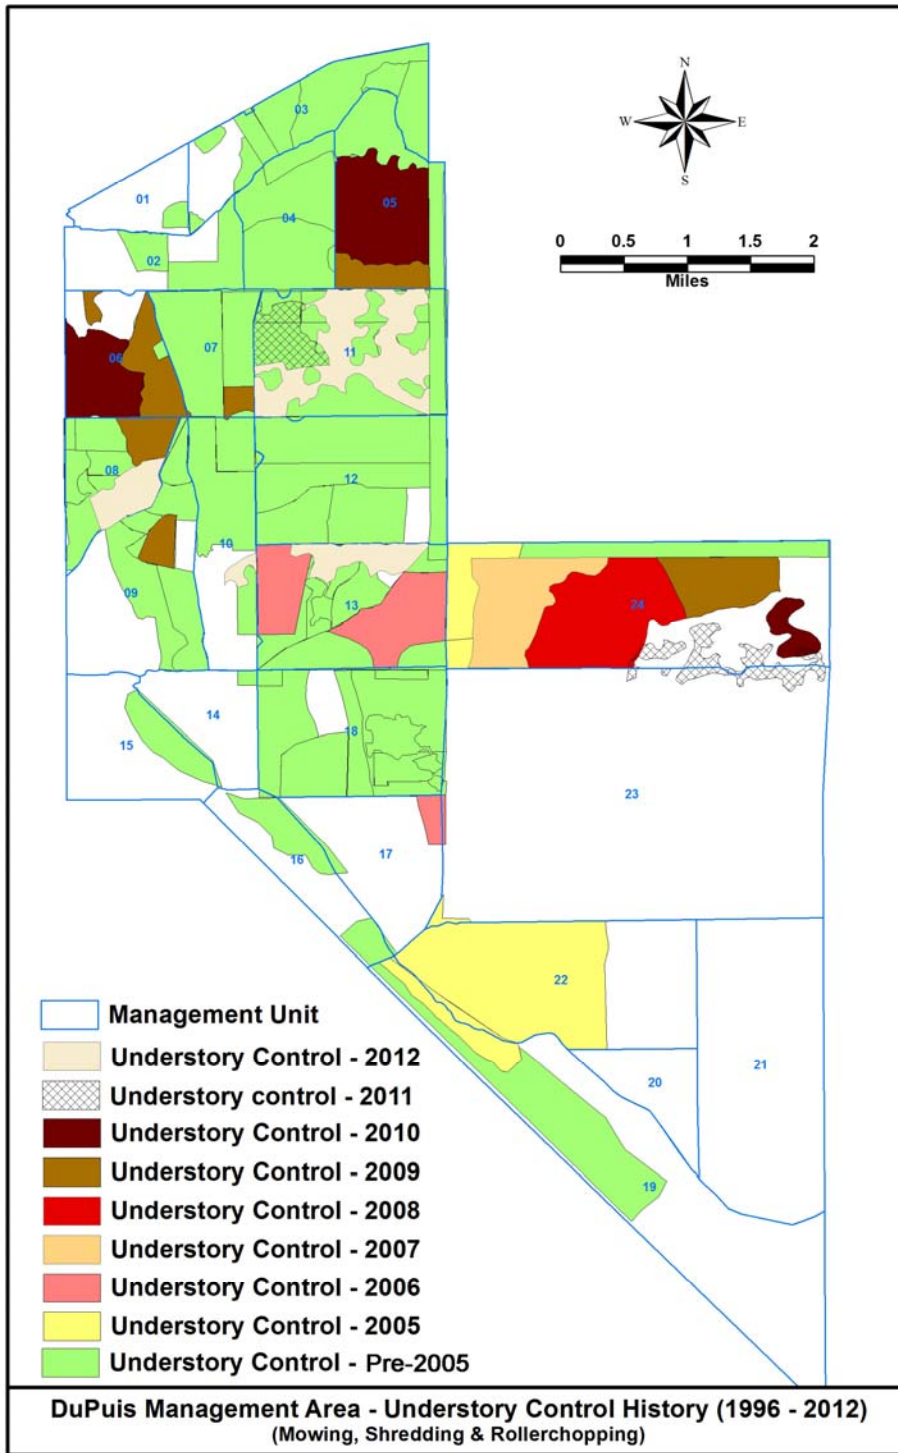 N
W E
S
0 0.5 1 1.5 2
Miles
03
01
05
04
02
06
07
11
08
12
10
09
13
24
14
15
18
23
16
17
22
20
21
19
Management Unit
Understory Control - 2012
Understory control - 2011
Understory Control - 2010
Understory Control - 2009
Understory Control - 2008
Understory Control - 2007
Understory Control - 2006
Understory Control - 2005
Understory Control - Pre-2005
DuPuis Management Area - Understory Control History (1996 - 2012)
(Mowing, Shredding & Rollerchopping)